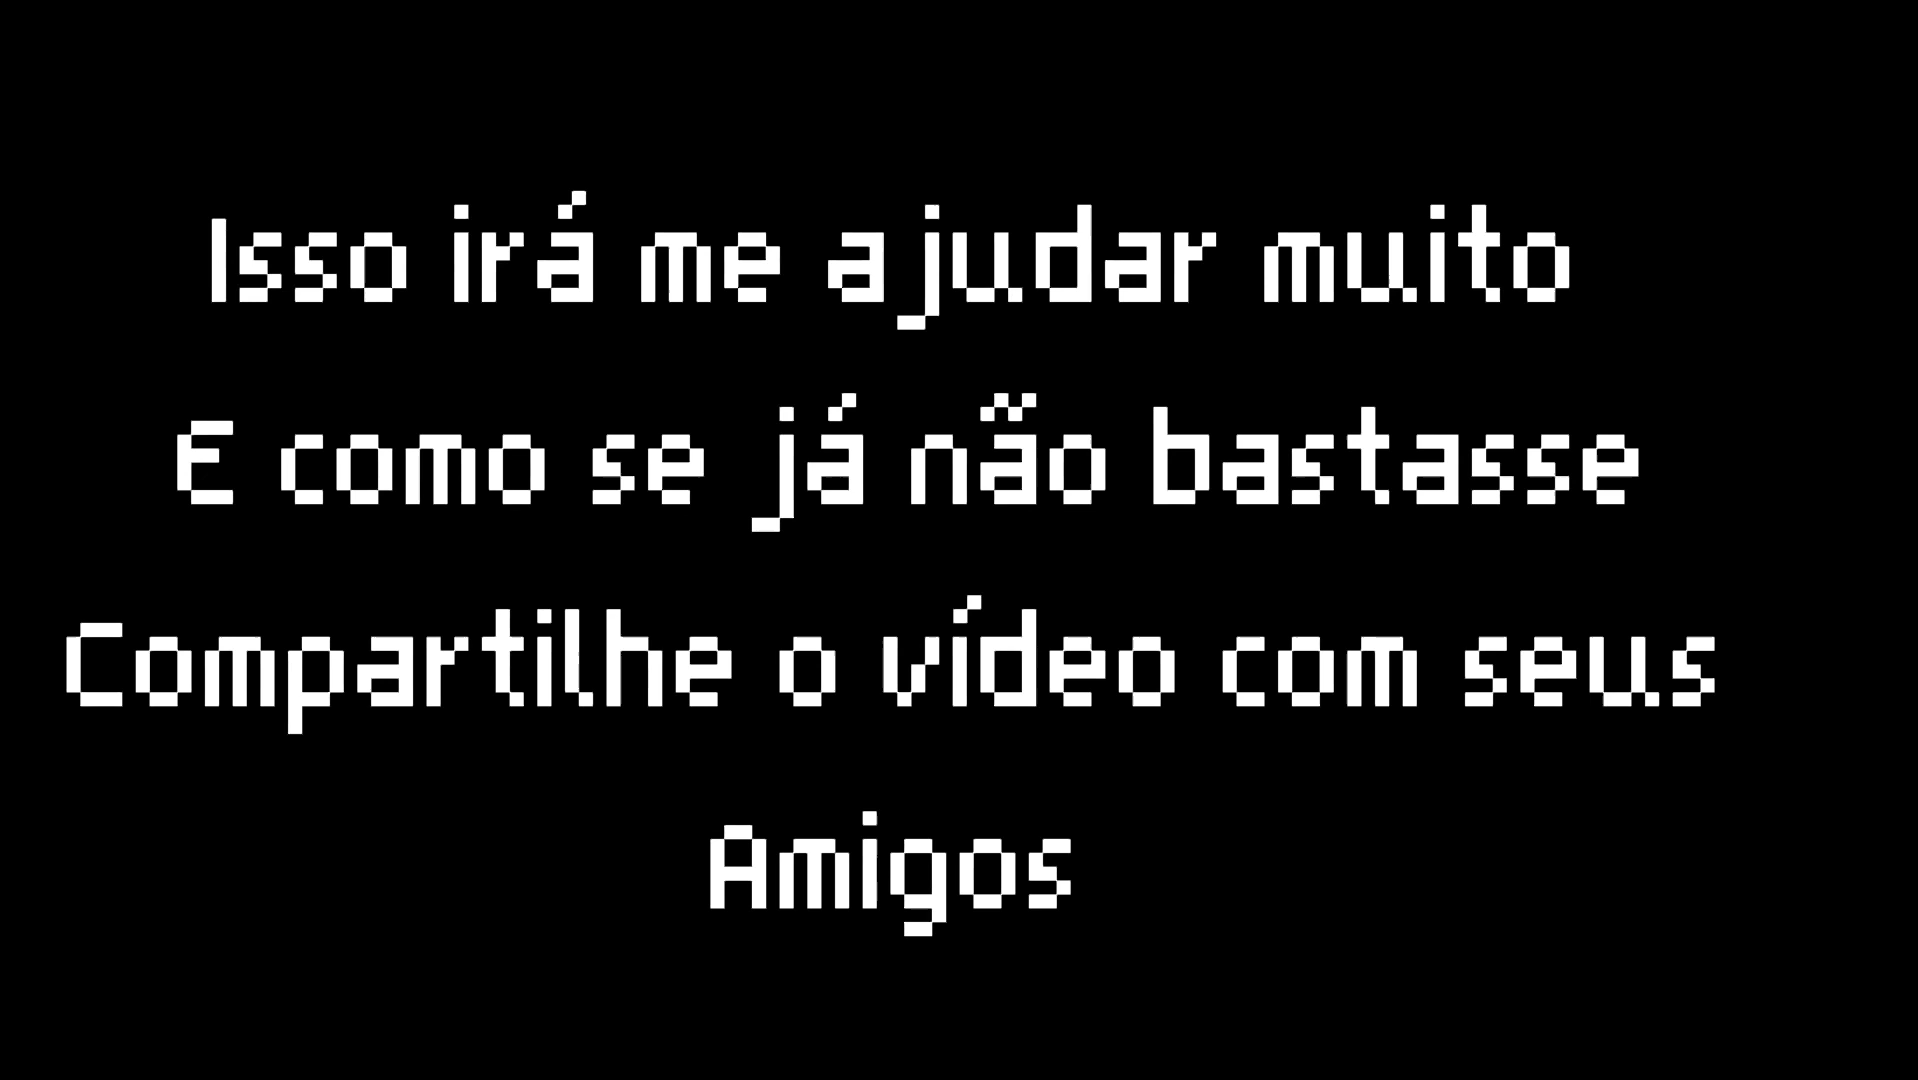 Isso irá me ajudar muito
E como se já não bastasse
Compartilhe o vídeo com seus
Amigos